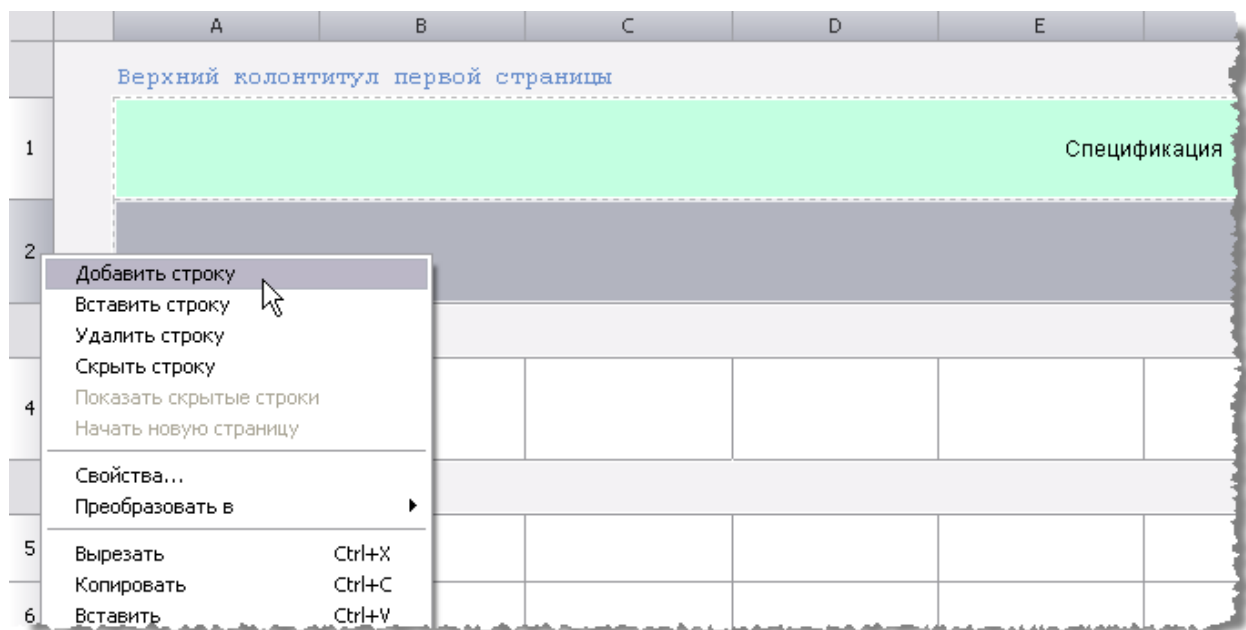 A B C D E
Верхний колонтитул первой страницы
1 Спецификация
2
Добавить строку
Вставить строку
Удалить строку
Скрыть строку
Показать скрытые строки
4
Начать новую страницу
Свойства...
Преобразовать в
5
Вырезать Ctrl+X
Копировать Ctrl+C
6 Вставить Ctrl+V